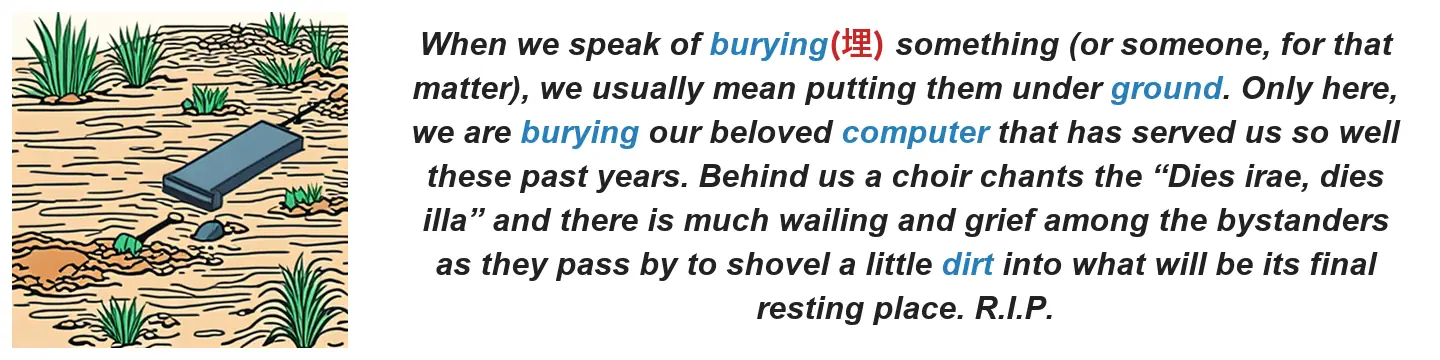 When we speak of burying(埋) something (or someone, for that
matter), we usually mean putting them under ground. Only here,
we are burying our beloved computer that has served us so well
these past years. Behind us a choir chants the “Dies irae, dies
illa” and there is much wailing and grief among the bystanders
as they pass by to shovel a little dirt into what will be its final
resting place. R.I.P.